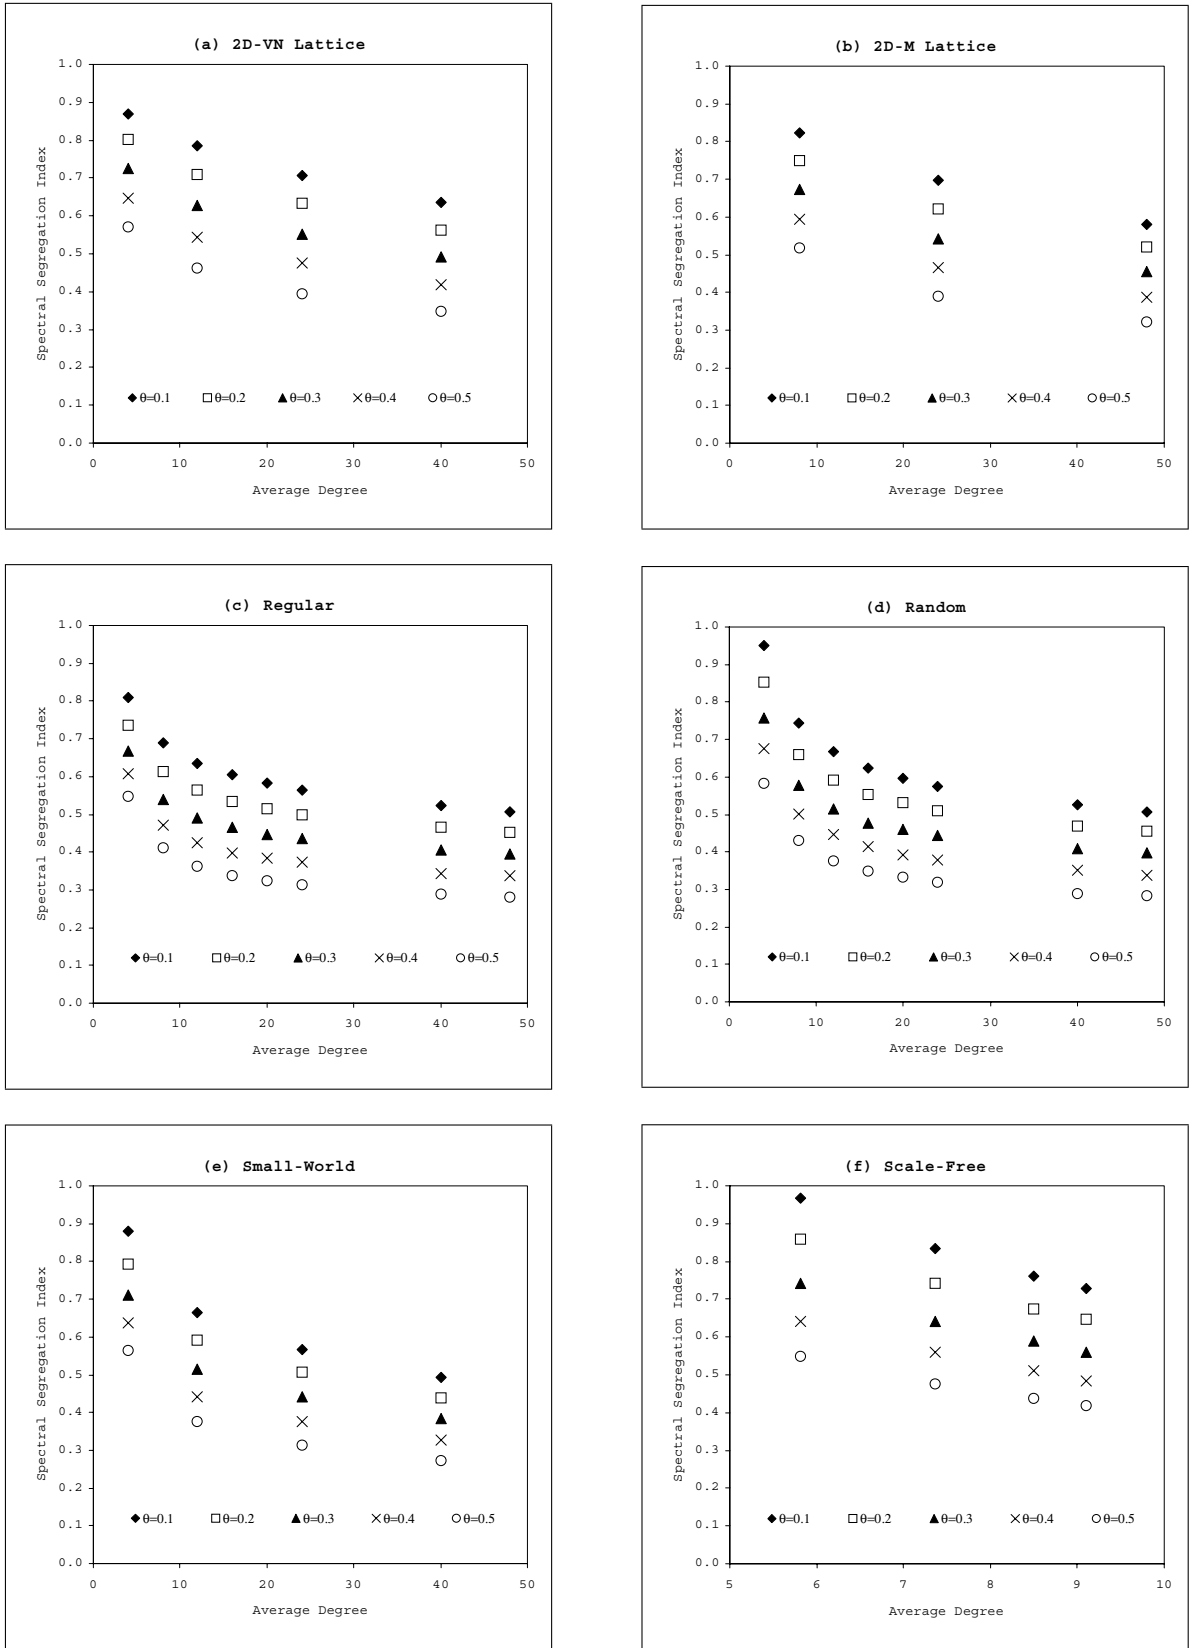 (a) 2D-VN Lattice
Spectral Segregation Index
1.0
0.9
0.8
0.7
0.6
0.5
0.4
0.3
0.2
0.1
0.0
θ=0.1 θ=0.2 θ=0.3 θ=0.4 θ=0.5
0 10 20 30 40 50
Average Degree
(b) 2D-M Lattice
Spectral Segregation Index
1.0
0.9
0.8
0.7
0.6
0.5
0.4
0.3
0.2
0.1
0.0
θ=0.1 θ=0.2 θ=0.3 θ=0.4 θ=0.5
0 10 20 30 40 50
Average Degree
(c) Regular
Spectral Segregation Index
1.0
0.9
0.8
0.7
0.6
0.5
0.4
0.3
0.2
0.1
0.0
θ=0.1 θ=0.2 θ=0.3 θ=0.4 θ=0.5
0 10 20 30 40 50
Average Degree
(d) Random
Spectral Segregation Index
1.0
0.9
0.8
0.7
0.6
0.5
0.4
0.3
0.2
0.1
0.0
θ=0.1 θ=0.2 θ=0.3 θ=0.4 θ=0.5
0 10 20 30 40 50
Average Degree
(e) Small-World
Spectral Segregation Index
1.0
0.9
0.8
0.7
0.6
0.5
0.4
0.3
0.2
0.1
0.0
θ=0.1 θ=0.2 θ=0.3 θ=0.4 θ=0.5
0 10 20 30 40 50
Average Degree
(f) Scale-Free
Spectral Segregation Index
1.0
0.9
0.8
0.7
0.6
0.5
0.4
0.3
0.2
0.1
0.0
θ=0.1 θ=0.2 θ=0.3 θ=0.4 θ=0.5
5 6 7 8 9 10
Average Degree